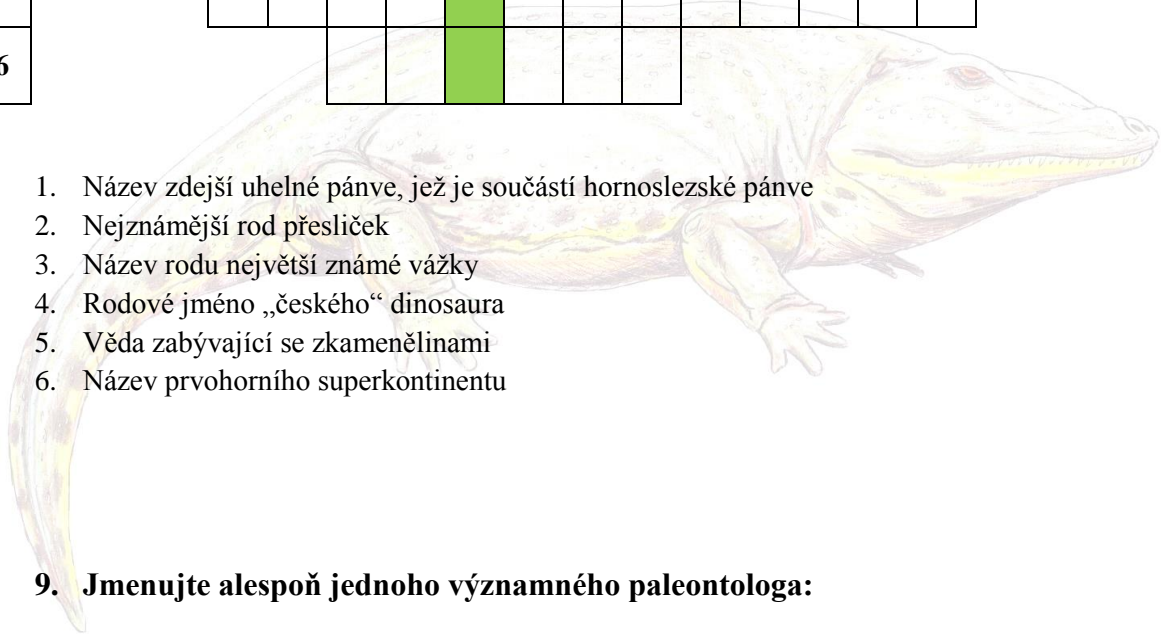 6
1. Název zdejší uhelné pánve, jež je součástí hornoslezské pánve
2. Nejznámější rod přesliček
3. Název rodu největší známé vážky
4. Rodové jméno „českého“ dinosaura
5. Věda zabývající se zkamenělinami
6. Název prvohorního superkontinentu
9. Jmenujte alespoň jednoho významného paleontologa: